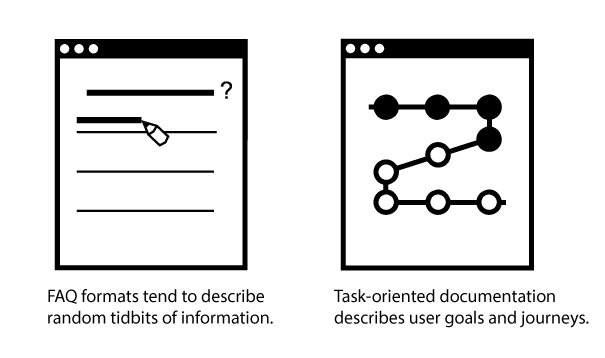 ?
FAQ formats tend to describe
random tidbits of information.
Task-oriented documentation
describes user goals and journeys.